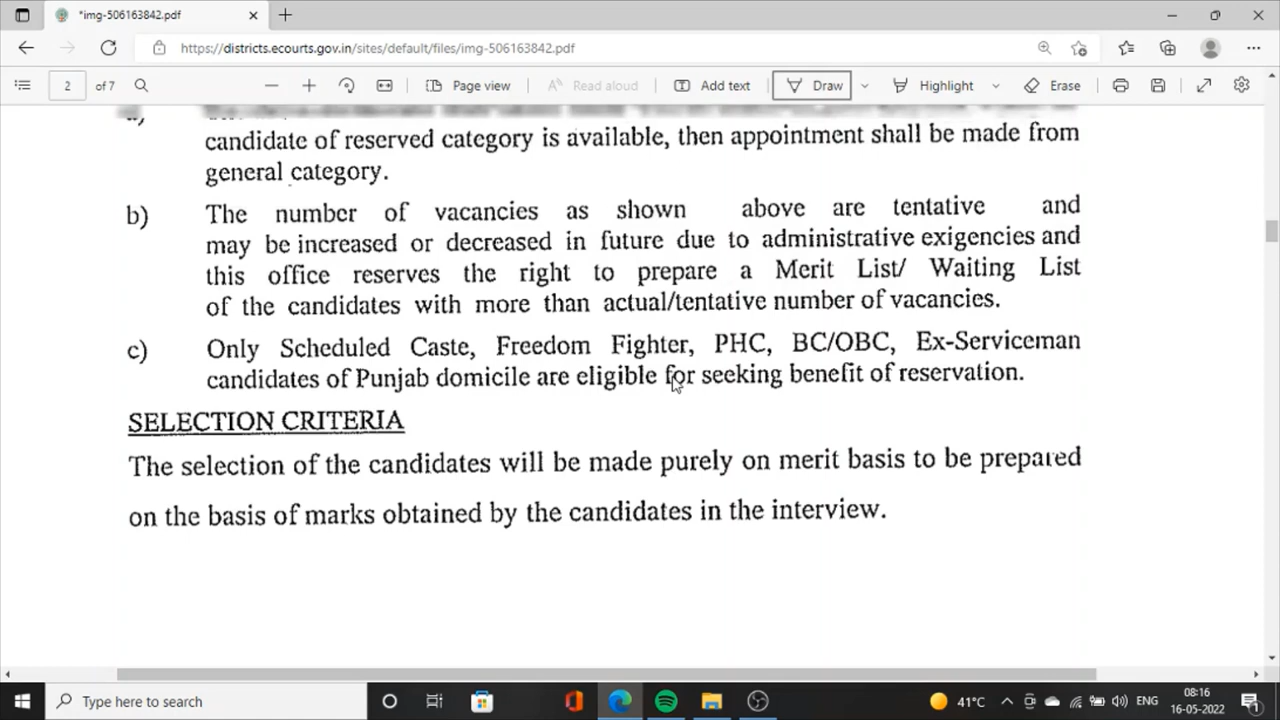 *img-506163842.pdf
https://districts.ecourts.gov.in/sites/default/files/img-506163842.pdf
2 of 7 Page view Read aloud Add text Draw Highlight Erase
candidate of reserved category is available, then appointment shall be made from
general category.
b) The number of vacancies as shown above are tentative and
may be increased or decreased in future due to administrative exigencies and
this office reserves the right to prepare a Merit List/ Waiting List
of the candidates with more than actual/tentative number of vacancies.
c) Only Scheduled Caste, Freedom Fighter, PHC, BC/OBC, Ex-Serviceman
candidates of Punjab domicile are eligible for seeking benefit of reservation.
SELECTION CRITERIA
The selection of the candidates will be made purely on merit basis to be prepared
on the basis of marks obtained by the candidates in the interview.
Type here to search 41°C ENG 08:16
16-05-2022 1